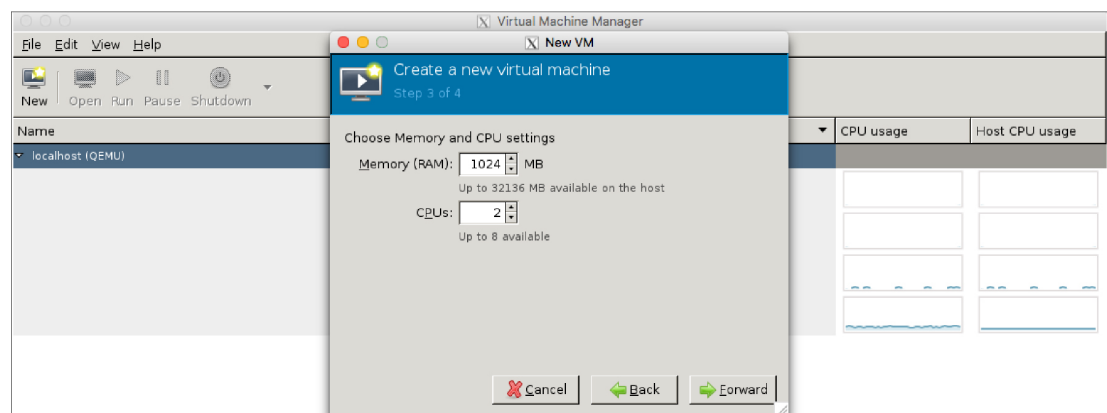 Virtual Machine Manager
File Edit View Help
New Open Run Pause Shutdown
Name
CPU usage
Host CPU usage
localhost (QEMU)
New VM
Create a new virtual machine
Step 3 of 4
Choose Memory and CPU settings
Memory (RAM): 1024 MB
Up to 32136 MB available on the host
CPUs: 2
Up to 8 available
Cancel Back Forward